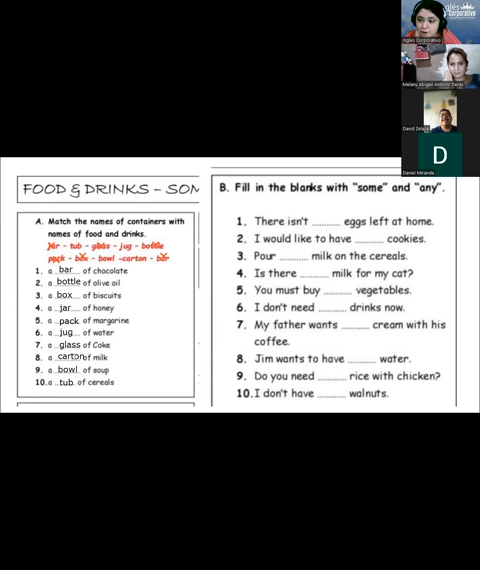 Inglés Corporativo
Melany Abigail Antonio Deras
David Zelaya
D
Daniel Miranda
FOOD & DRINKS - SOM
A. Match the names of containers with
names of food and drinks.
jar - tub - glass - jug - bottle
pack - box - bowl -carton - bar
1. a bar of chocolate
2. a bottle of olive oil
3. a box of biscuits
4. a jar of honey
5. a pack of margarine
6. a jug of water
7. a glass of Coke
8. a carton of milk
9. a bowl of soup
10. a tub of cereals
B. Fill in the blanks with "some" and "any".
1. There isn't ............ eggs left at home.
2. I would like to have ............ cookies.
3. Pour ............ milk on the cereals.
4. Is there ............ milk for my cat?
5. You must buy ............ vegetables.
6. I don't need ............ drinks now.
7. My father wants ............ cream with his
coffee.
8. Jim wants to have ............ water.
9. Do you need ............ rice with chicken?
10. I don't have ............ walnuts.